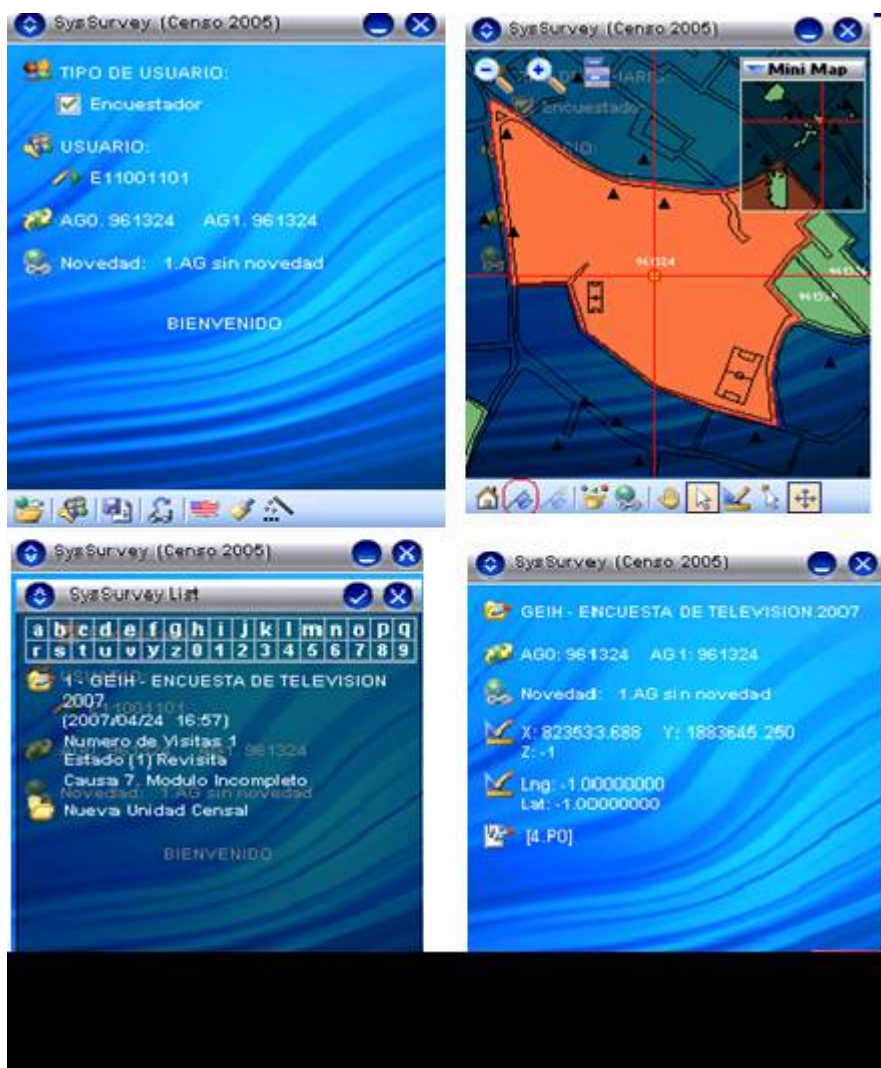 SysSurvey (Censo 2005)
TIPO DE USUARIO:
Encuestador
USUARIO:
E11001101
AG0. 961324 AG1. 961324
Novedad: 1.AG sin novedad
BIENVENIDO
SysSurvey (Censo 2005)
Mini Map
Encuestador
961324
SysSurvey (Censo 2005)
SysSurvey List
a b c d e f g h i j k l m n o p q
r s t u v y z 0 1 2 3 4 5 6 7 8 9
1 - GEIH - ENCUESTA DE TELEVISION
2007
(2007/04/24 16:57)
Numero de Visitas 1
Estado (1) Revisita
Causa 7. Modulo Incompleto
Nueva Unidad Censal
BIENVENIDO
SysSurvey (Censo 2005)
GEIH - ENCUESTA DE TELEVISION 2007
AG0: 961324 AG1: 961324
Novedad: 1.AG sin novedad
X: 823533.688 Y: 1883645.250
Z: -1
Lng: -1.00000000
Lat: -1.00000000
[4.P0]